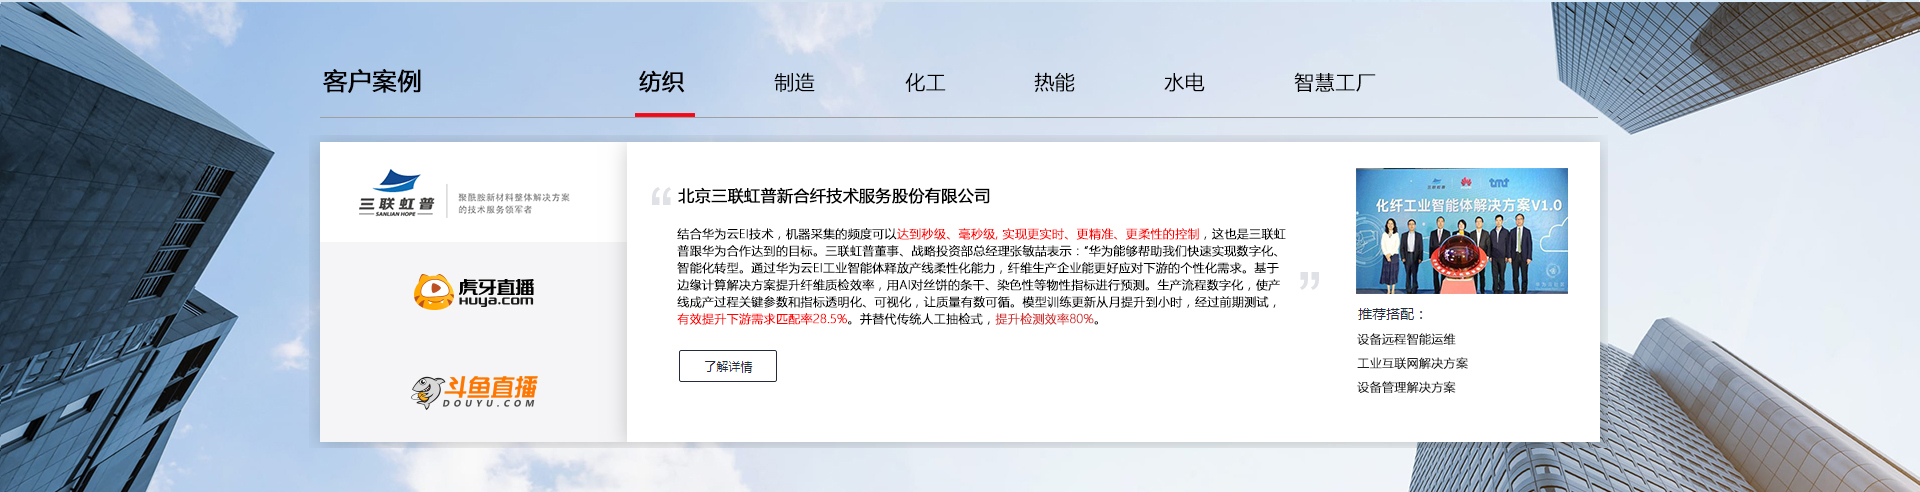 客户案例
纺织
制造
化工
热能
水电
智慧工厂
三联虹普
SANLIAN HOPE
聚酰胺新材料整体解决方案
的技术服务领军者
虎牙直播
HUYA.COM
斗鱼直播
DOUYU.COM
“北京三联虹普新合纤技术服务股份有限公司
结合华为云EI技术，机器采集的频度可以达到秒级、毫秒级, 实现更实时、更精准、更柔性的控制，这也是三联虹
普跟华为合作达到的目标。三联虹普董事、战略投资部总经理张敏喆表示：“华为能够帮助我们快速实现数字化、
智能化转型。通过华为云EI工业智能体释放产线柔性化能力，纤维生产企业能更好应对下游的个性化需求。基于
边缘计算解决方案提升纤维质检效率，用AI对丝饼的条干、染色性等物性指标进行预测。生产流程数字化，使产
线成产过程关键参数和指标透明化、可视化，让质量有数可循。模型训练更新从月提升到小时，经过前期测试，
有效提升下游需求匹配率28.5%。并替代传统人工抽检式，提升检测效率80%。
”
了解详情
三联虹普
tmt
化纤工业智能体解决方案V1.0
推荐搭配：
设备远程智能运维
工业互联网解决方案
设备管理解决方案